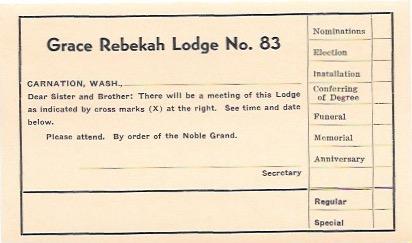 Grace Rebekah Lodge No. 83
CARNATION, WASH.,
Dear Sister and Brother: There will be a meeting of this Lodge
as indicated by cross marks (X) at the right. See time and date
below.
Please attend. By order of the Noble Grand.
Secretary
Nominations
Election
Installation
Conferring
of Degree
Funeral
Memorial
Anniversary
Regular
Special